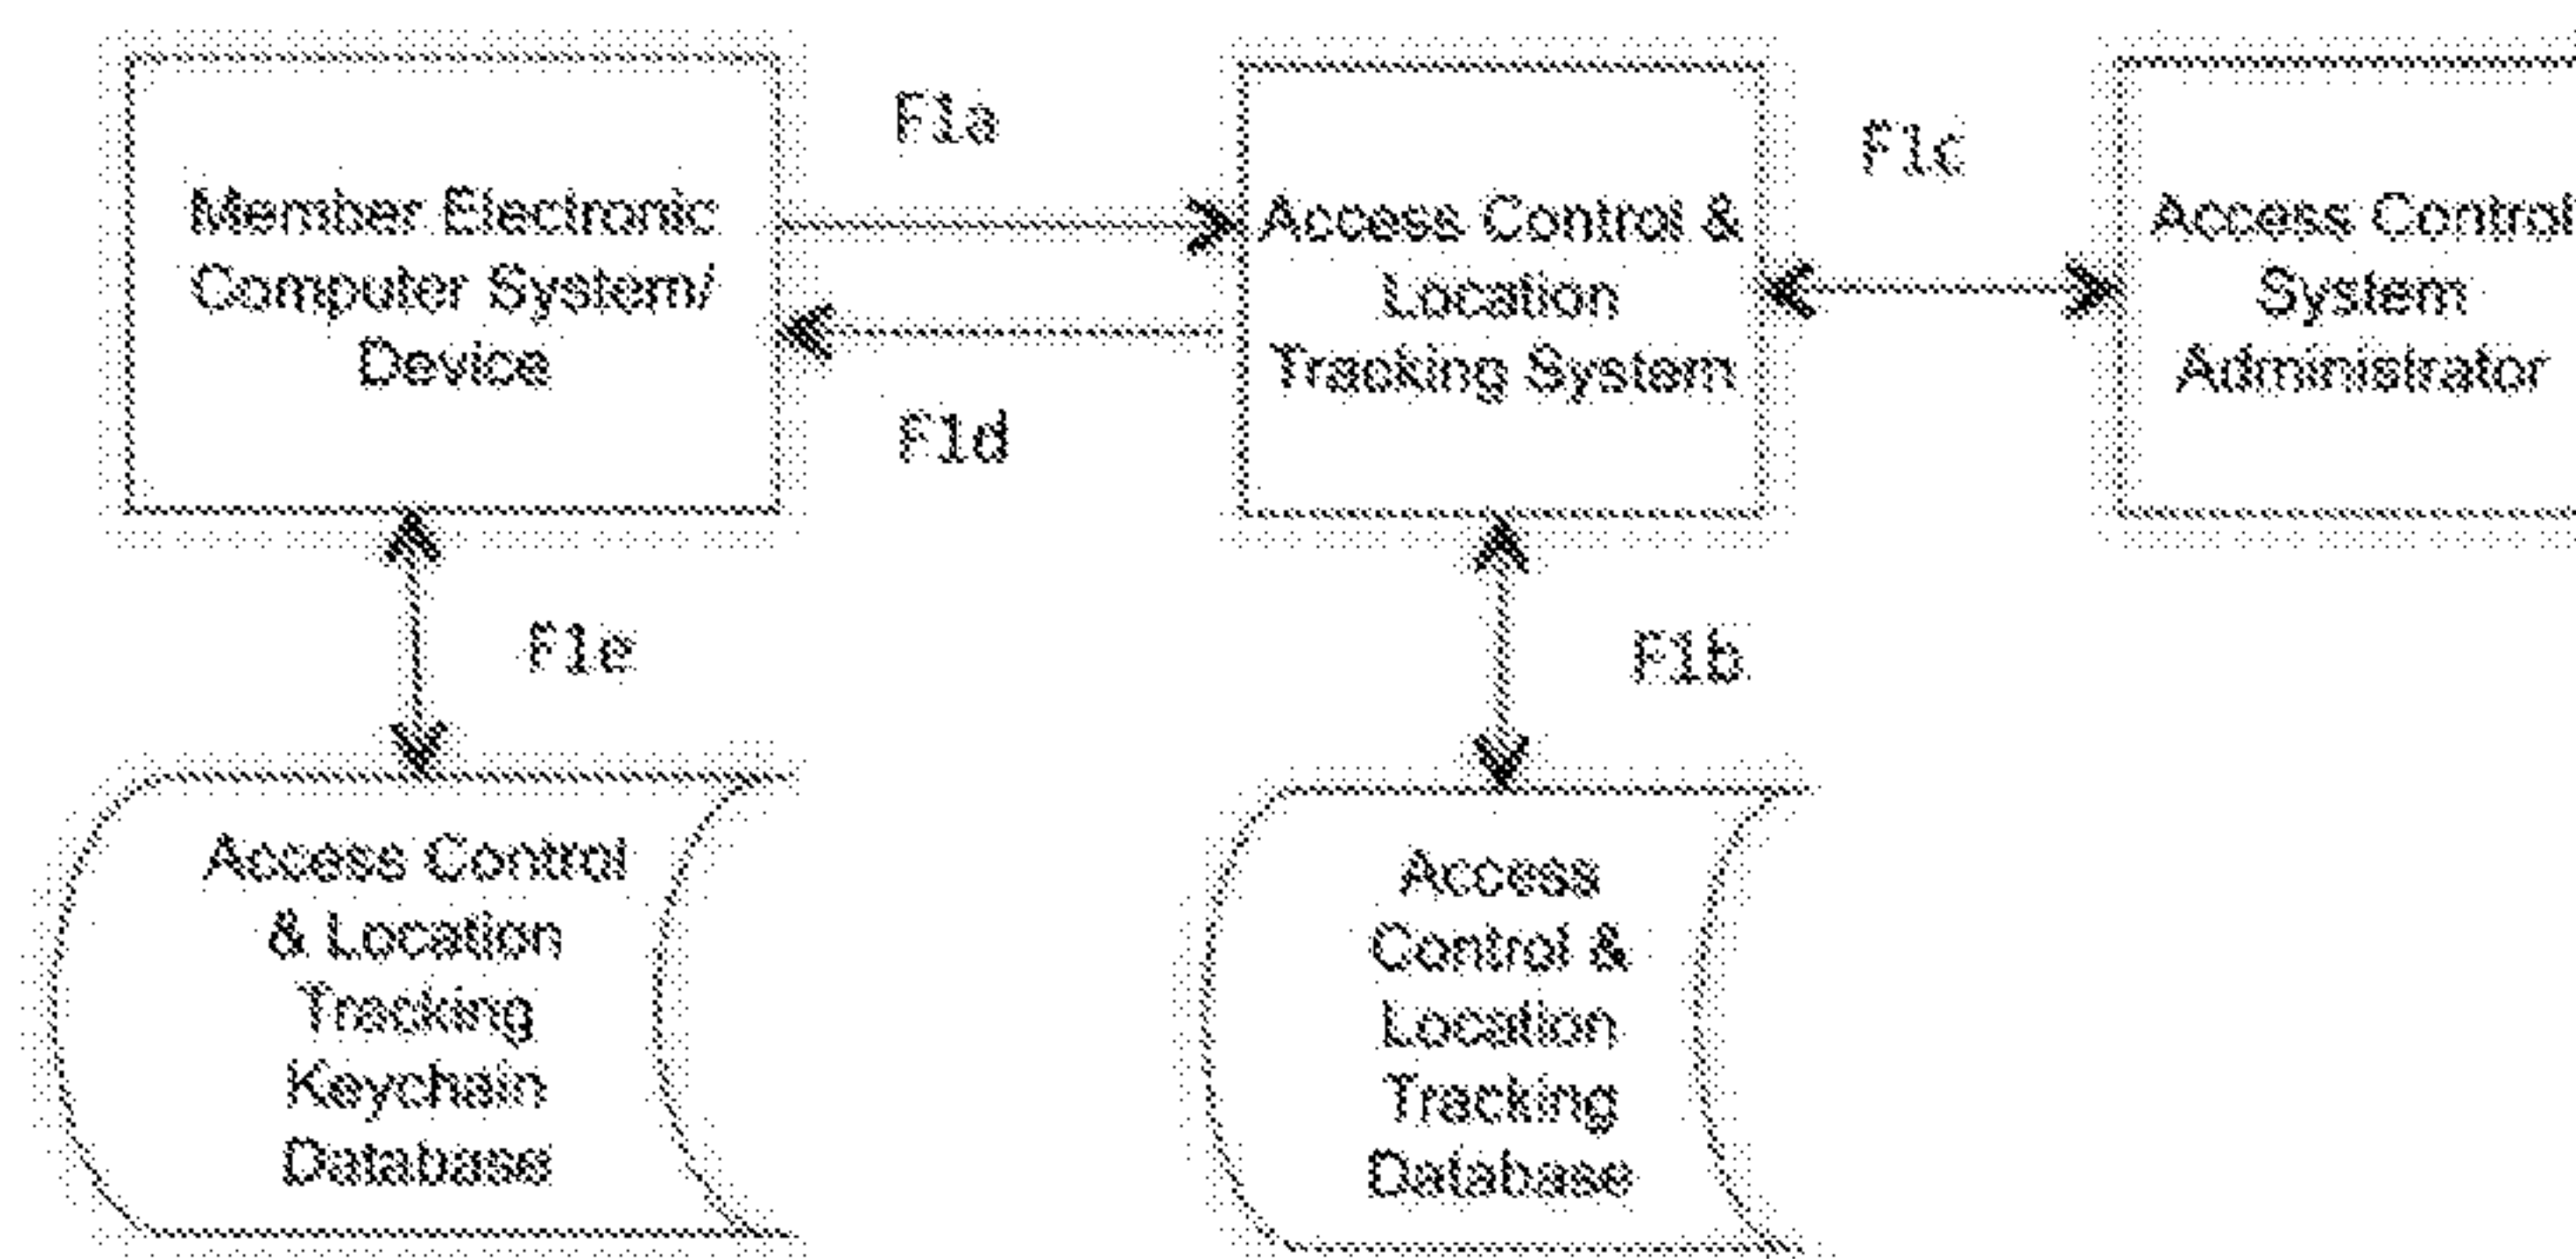 Member Electronic
Computer System/
Device
F1a
F1d
Access Control &
Location
Tracking System
F1c
Access Control
System
Administrator
F1e
F1b
Access Control
& Location
Tracking
Keychain
Database
Access
Control &
Location
Tracking
Database